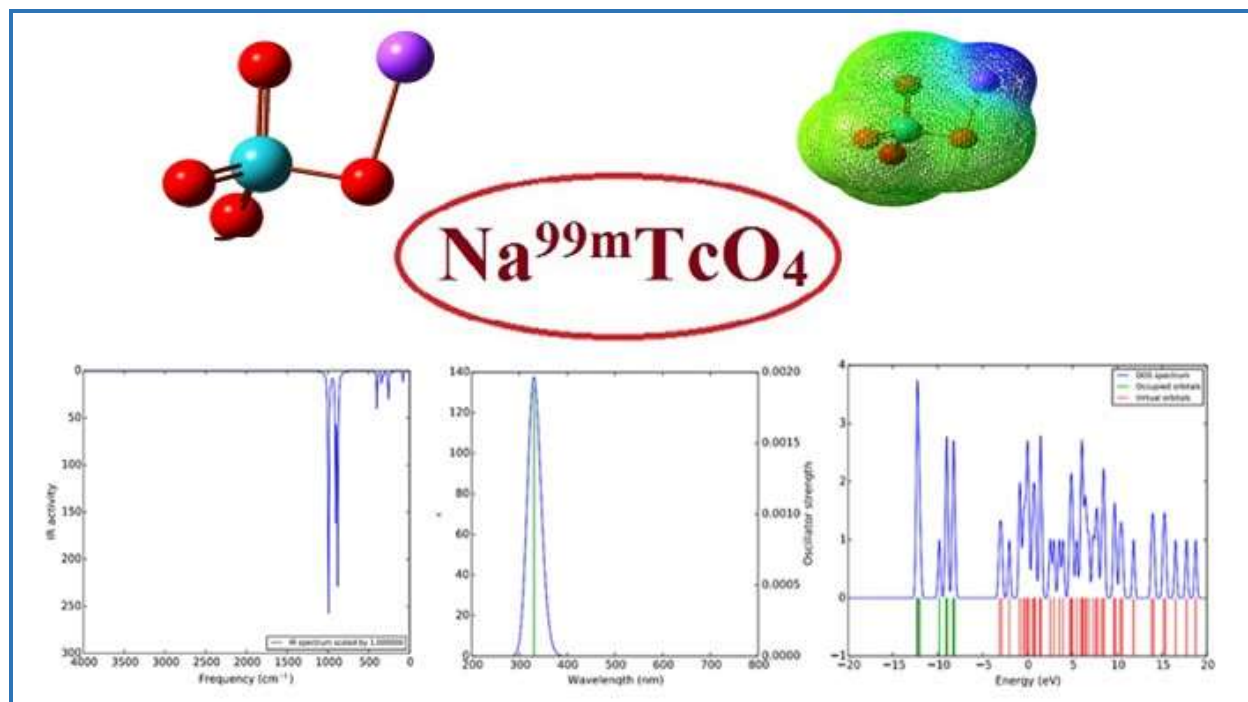 Na⁹⁹ᵐTcO₄
0
50
100
150
200
250
300
IR activity
IR spectrum scaled by 1.000000
4000 3500 3000 2500 2000 1500 1000 500 0
Frequency (cm⁻¹)
140
120
100
80
60
40
20
0
ε
0.0020
0.0015
0.0010
0.0005
0.0000
Oscillator strength
200 300 400 500 600 700 800
Wavelength (nm)
4
3
2
1
0
−1
DOS spectrum
Occupied orbitals
Virtual orbitals
−20 −15 −10 −5 0 5 10 15 20
Energy (eV)